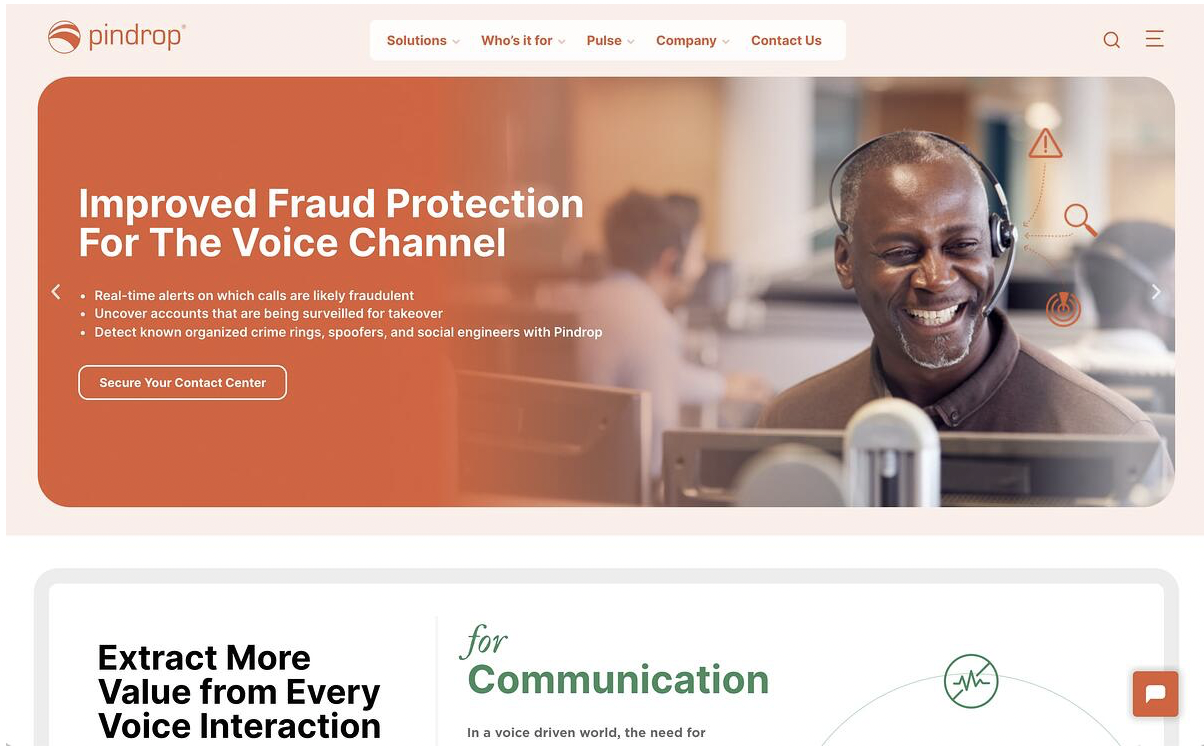 pindrop®
Solutions
Who's it for
Pulse
Company
Contact Us
Improved Fraud Protection
For The Voice Channel
• Real-time alerts on which calls are likely fraudulent
• Uncover accounts that are being surveilled for takeover
• Detect known organized crime rings, spoofers, and social engineers with Pindrop
Secure Your Contact Center
Extract More
Value from Every
Voice Interaction
for
Communication
In a voice driven world, the need for